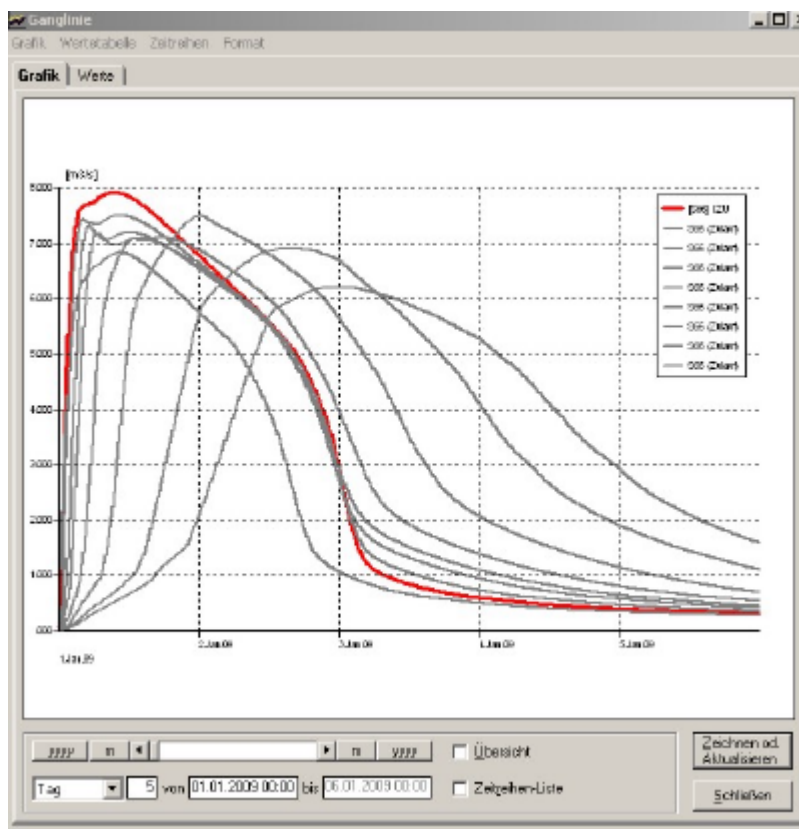 Ganglinie
Grafik Wertetabelle Zeitreihen Format
Grafik Werte
[m3/s]
8.000
7.000
6.000
5.000
4.000
3.000
2.000
1.000
.000
1.Jan.09
2.Jan.09 3.Jan.09 4.Jan.09 5.Jan.09
yyyy m m yyyy Übersicht
Zeichnen od. Aktualisieren
Tag 5 von 01.01.2009 00:00 bis 06.01.2009 00:00 Zeitreihen-Liste
Schließen